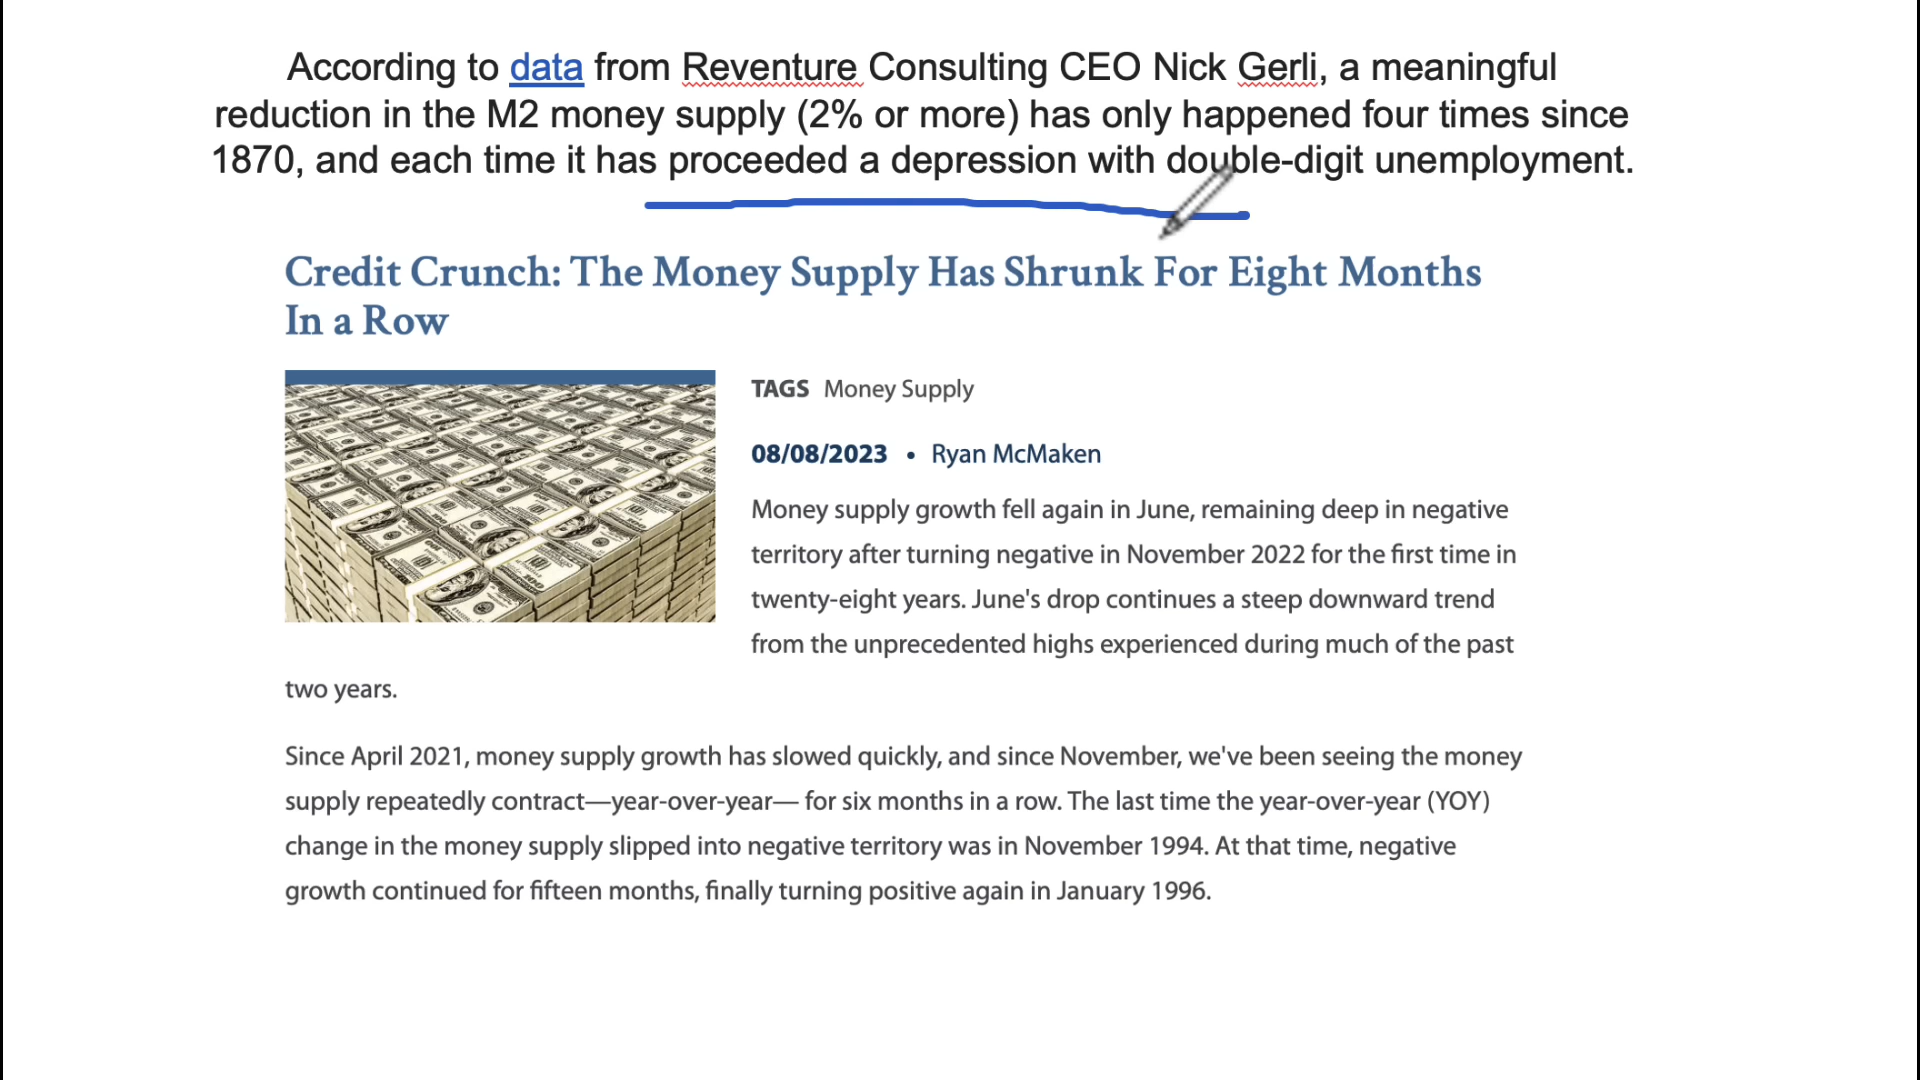 According to data from Reventure Consulting CEO Nick Gerli, a meaningful
reduction in the M2 money supply (2% or more) has only happened four times since
1870, and each time it has proceeded a depression with double-digit unemployment.
Credit Crunch: The Money Supply Has Shrunk For Eight Months
In a Row
TAGS Money Supply
08/08/2023 • Ryan McMaken
Money supply growth fell again in June, remaining deep in negative
territory after turning negative in November 2022 for the first time in
twenty-eight years. June's drop continues a steep downward trend
from the unprecedented highs experienced during much of the past
two years.
Since April 2021, money supply growth has slowed quickly, and since November, we've been seeing the money
supply repeatedly contract—year-over-year— for six months in a row. The last time the year-over-year (YOY)
change in the money supply slipped into negative territory was in November 1994. At that time, negative
growth continued for fifteen months, finally turning positive again in January 1996.